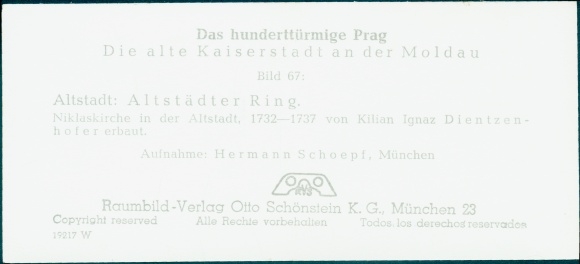 Das hunderttürmige Prag
Die alte Kaiserstadt an der Moldau
Bild 67:
Altstadt: Altstädter Ring.
Niklaskirche in der Altstadt, 1732—1737 von Kilian Ignaz Dientzen-
hofer erbaut.
Aufnahme: Hermann Schoepf, München
Raumbild-Verlag Otto Schönstein K. G., München 23
Copyright reserved Alle Rechte vorbehalten Todos los derechos reservados
19217 W